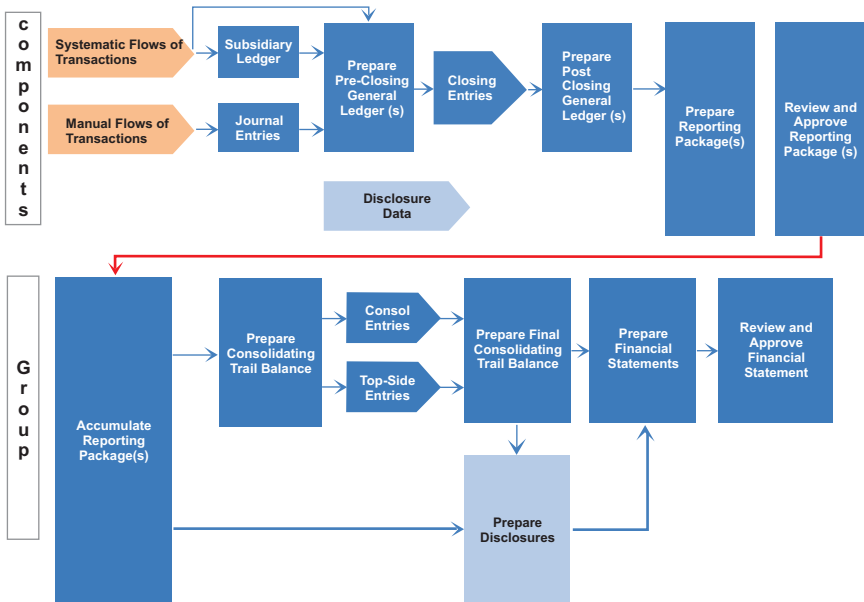 components
Systematic Flows of
Transactions
Subsidiary
Ledger
Prepare
Pre-Closing
General
Ledger (s)
Closing
Entries
Prepare
Post
Closing
General
Ledger (s)
Prepare
Reporting
Package(s)
Review and
Approve
Reporting
Package (s)
Manual Flows of
Transactions
Journal
Entries
Disclosure
Data
Group
Accumulate
Reporting
Package(s)
Prepare
Consolidating
Trail Balance
Consol
Entries
Top-Side
Entries
Prepare Final
Consolidating
Trail Balance
Prepare
Financial
Statements
Review and
Approve
Financial
Statement
Prepare
Disclosures